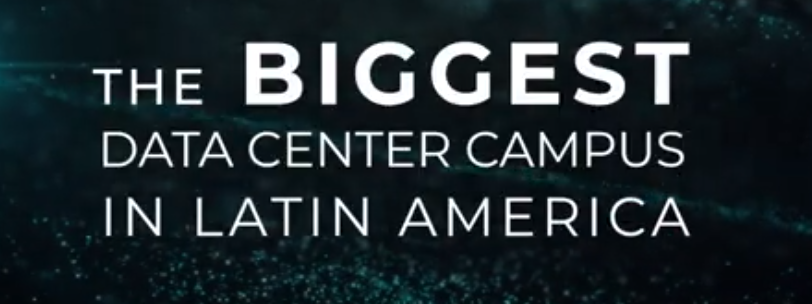 THE BIGGEST
DATA CENTER CAMPUS
IN LATIN AMERICA